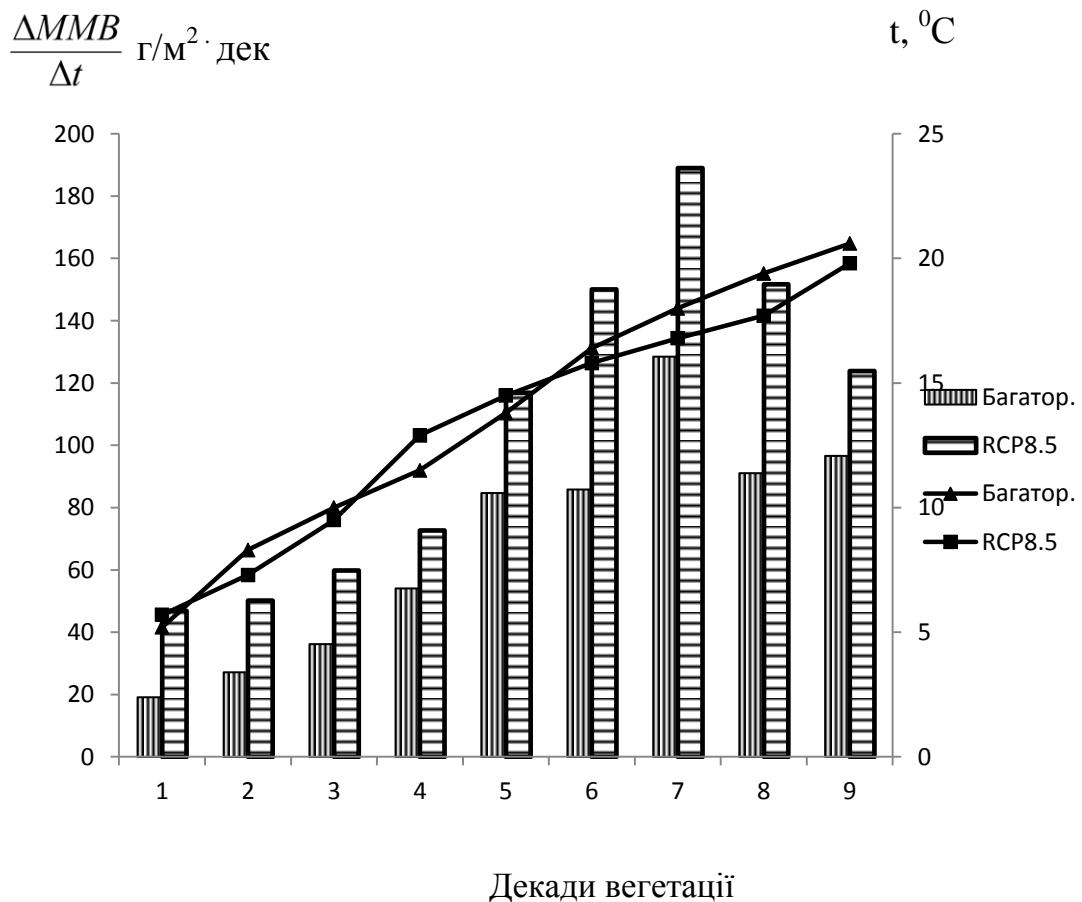 ΔMMB
Δt
г/м² · дек
t, ⁰C
200
180
160
140
120
100
80
60
40
20
0
25
20
15
10
5
0
1 2 3 4 5 6 7 8 9
Багатор.
RCP8.5
Багатор.
RCP8.5
Декади вегетації